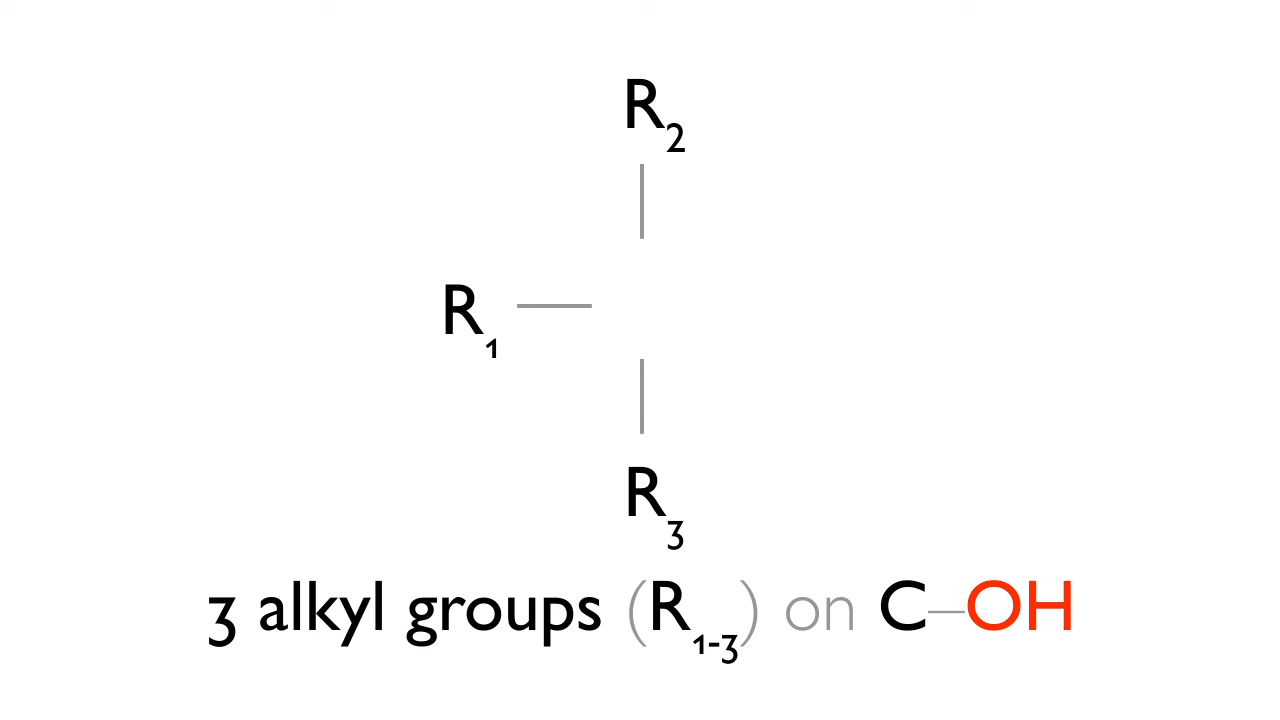 R₂
R₁
R₃
3 alkyl groups (R₁₋₃) on C–OH